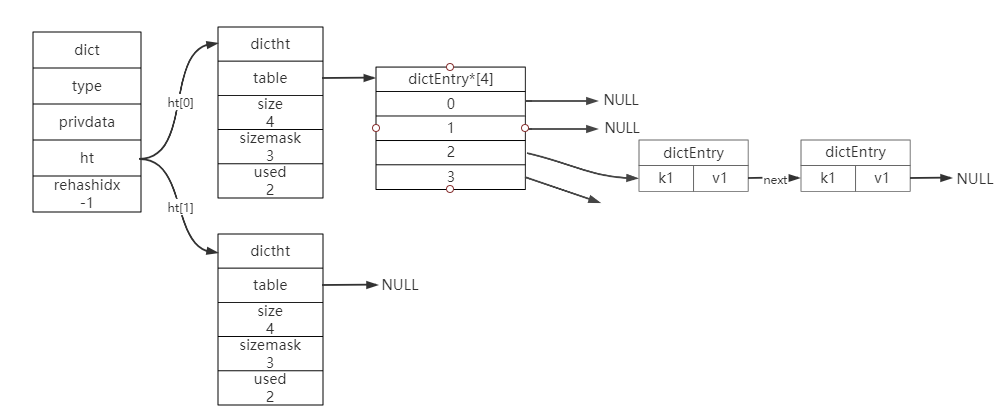 dict
type
privdata
ht
rehashidx
-1
ht[0]
ht[1]
dictht
table
size
4
sizemask
3
used
2
dictEntry*[4]
0
1
2
3
NULL
NULL
dictEntry
k1 v1
next
dictEntry
k1 v1
NULL
dictht
table
size
4
sizemask
3
used
2
NULL